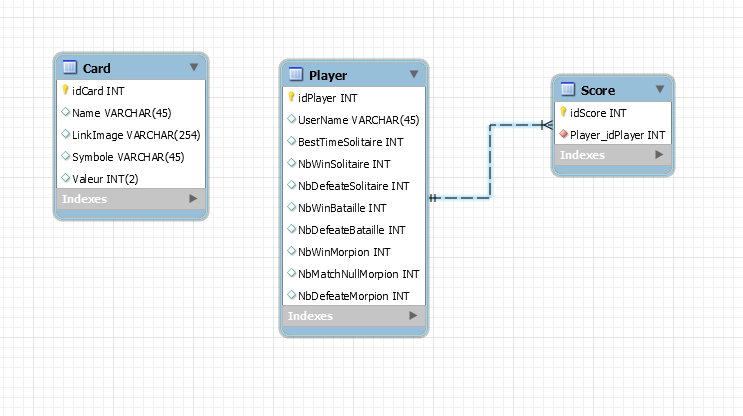 Card
idCard INT
Name VARCHAR(45)
LinkImage VARCHAR(254)
Symbole VARCHAR(45)
Valeur INT(2)
Indexes
Player
idPlayer INT
UserName VARCHAR(45)
BestTimeSolitaire INT
NbWinSolitaire INT
NbDefeateSolitaire INT
NbWinBataille INT
NbDefeateBataille INT
NbWinMorpion INT
NbMatchNullMorpion INT
NbDefeateMorpion INT
Indexes
Score
idScore INT
Player_idPlayer INT
Indexes